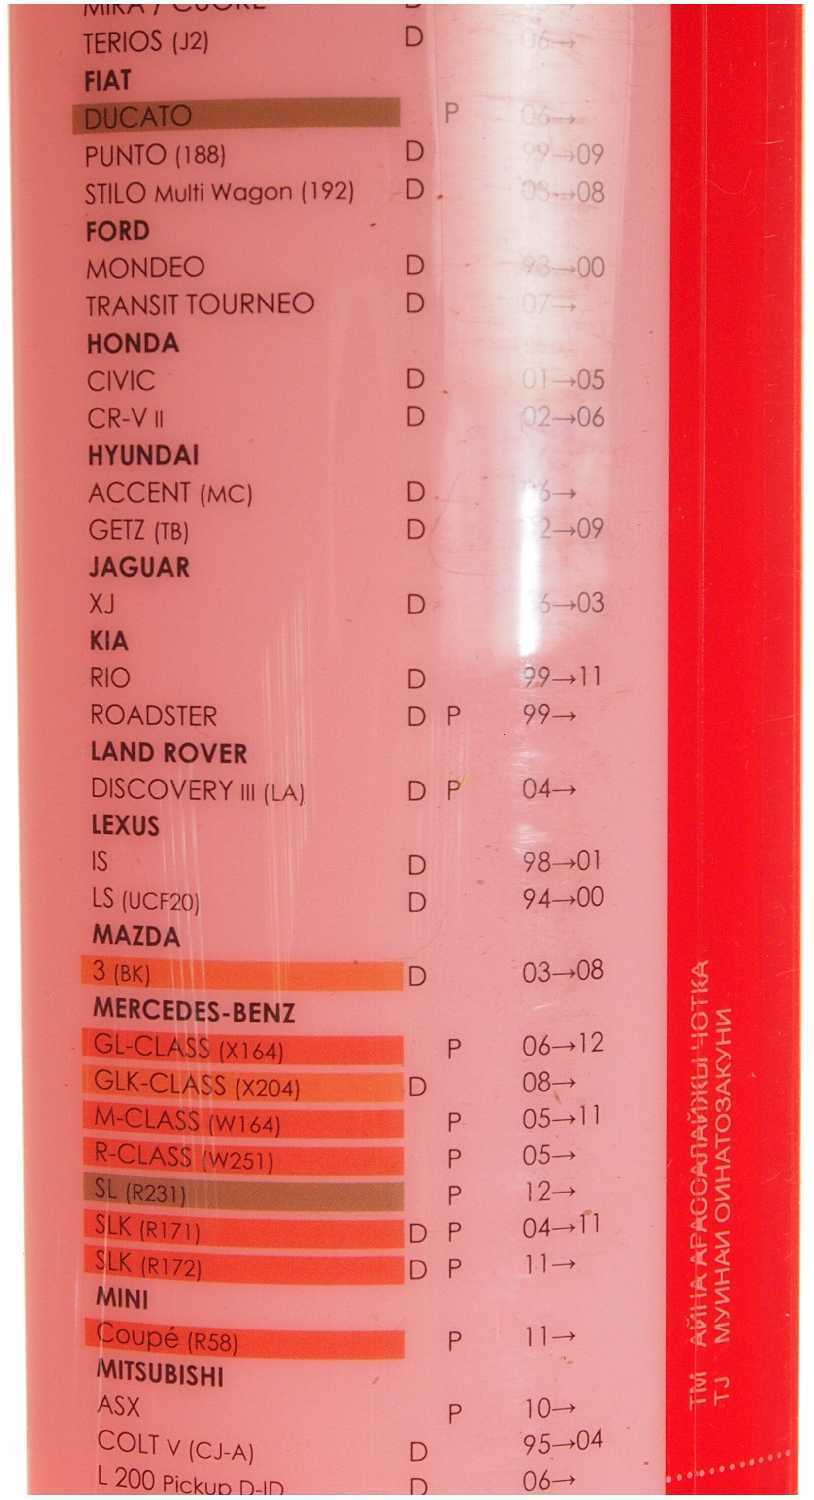 MIRA / CUORE D
TERIOS (J2) D 06→
FIAT
DUCATO P 06→
PUNTO (188) D 99→09
STILO Multi Wagon (192) D 08
FORD
MONDEO D 93→00
TRANSIT TOURNEO D 07→
HONDA
CIVIC D 01→05
CR-V II D 02→06
HYUNDAI
ACCENT (MC) D →
GETZ (TB) D →09
JAGUAR
XJ D →03
KIA
RIO D 99→11
ROADSTER D P 99→
LAND ROVER
DISCOVERY III (LA) D P 04→
LEXUS
IS D 98→01
LS (UCF20) D 94→00
MAZDA
3 (BK) D 03→08
MERCEDES-BENZ
GL-CLASS (X164) P 06→12
GLK-CLASS (X204) D 08→
M-CLASS (W164) P 05→11
R-CLASS (W251) P 05→
SL (R231) P 12→
SLK (R171) D P 04→11
SLK (R172) D P 11→
MINI
Coupé (R58) P 11→
MITSUBISHI
ASX P 10→
COLT V (CJ-A) D 95→04
L 200 Pickup D-ID D 06→
TM АЙНА АРАССАЛАЙЖЫ ЧОТКА
TJ МУИНАИ ОИНАТОЗАКУНИ